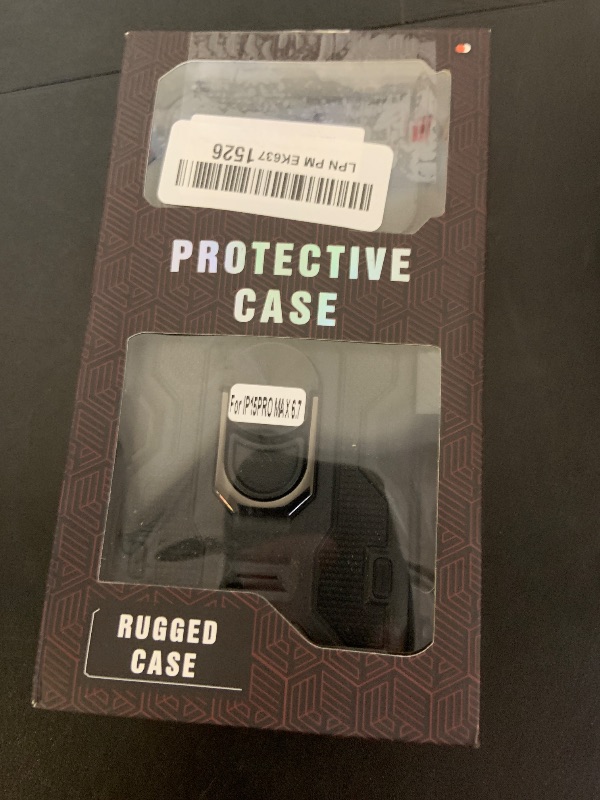 LPN PM EK637 1526
PROTECTIVE
CASE
For IP15PRO MAX 6.7
RUGGED
CASE